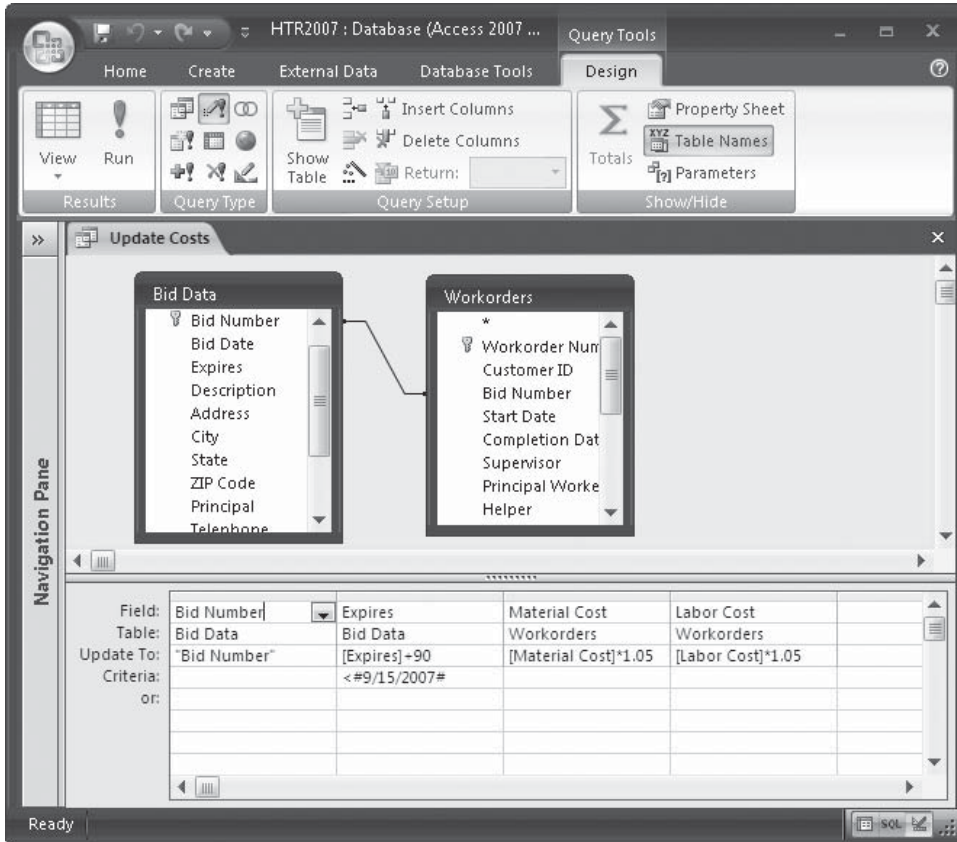 HTR2007 : Database (Access 2007 ...
Query Tools
Home Create External Data Database Tools Design
View
Run
Results
Query Type
Show Table
Insert Columns
Delete Columns
Return:
Query Setup
Totals
Property Sheet
XYZ Table Names
[?] Parameters
Show/Hide
»
Update Costs
Navigation Pane
Bid Data
Bid Number
Bid Date
Expires
Description
Address
City
State
ZIP Code
Principal
Telephone
Workorders
*
Workorder Num
Customer ID
Bid Number
Start Date
Completion Dat
Supervisor
Principal Worke
Helper
Field: Bid Number Expires Material Cost Labor Cost
Table: Bid Data Bid Data Workorders Workorders
Update To: "Bid Number" [Expires]+90 [Material Cost]*1.05 [Labor Cost]*1.05
Criteria: <#9/15/2007#
or:
Ready
SQL